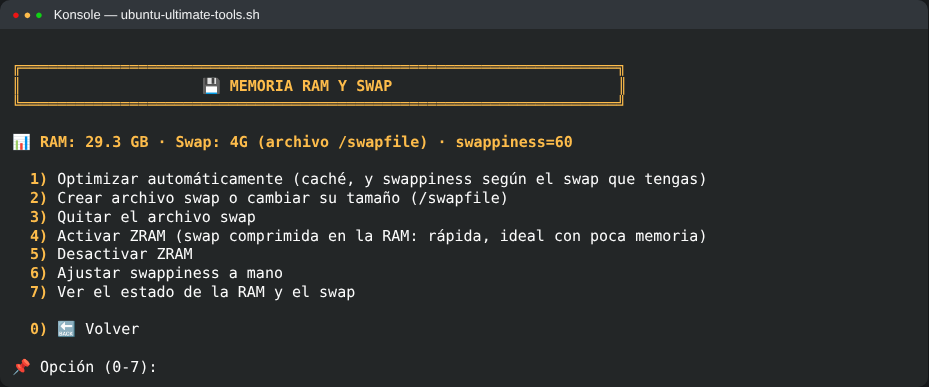 Konsole — ubuntu-ultimate-tools.sh
💾 MEMORIA RAM Y SWAP
📊 RAM: 29.3 GB · Swap: 4G (archivo /swapfile) · swappiness=60
1) Optimizar automáticamente (caché, y swappiness según el swap que tengas)
2) Crear archivo swap o cambiar su tamaño (/swapfile)
3) Quitar el archivo swap
4) Activar ZRAM (swap comprimida en la RAM: rápida, ideal con poca memoria)
5) Desactivar ZRAM
6) Ajustar swappiness a mano
7) Ver el estado de la RAM y el swap
0) 🔙 Volver
📌 Opción (0-7):